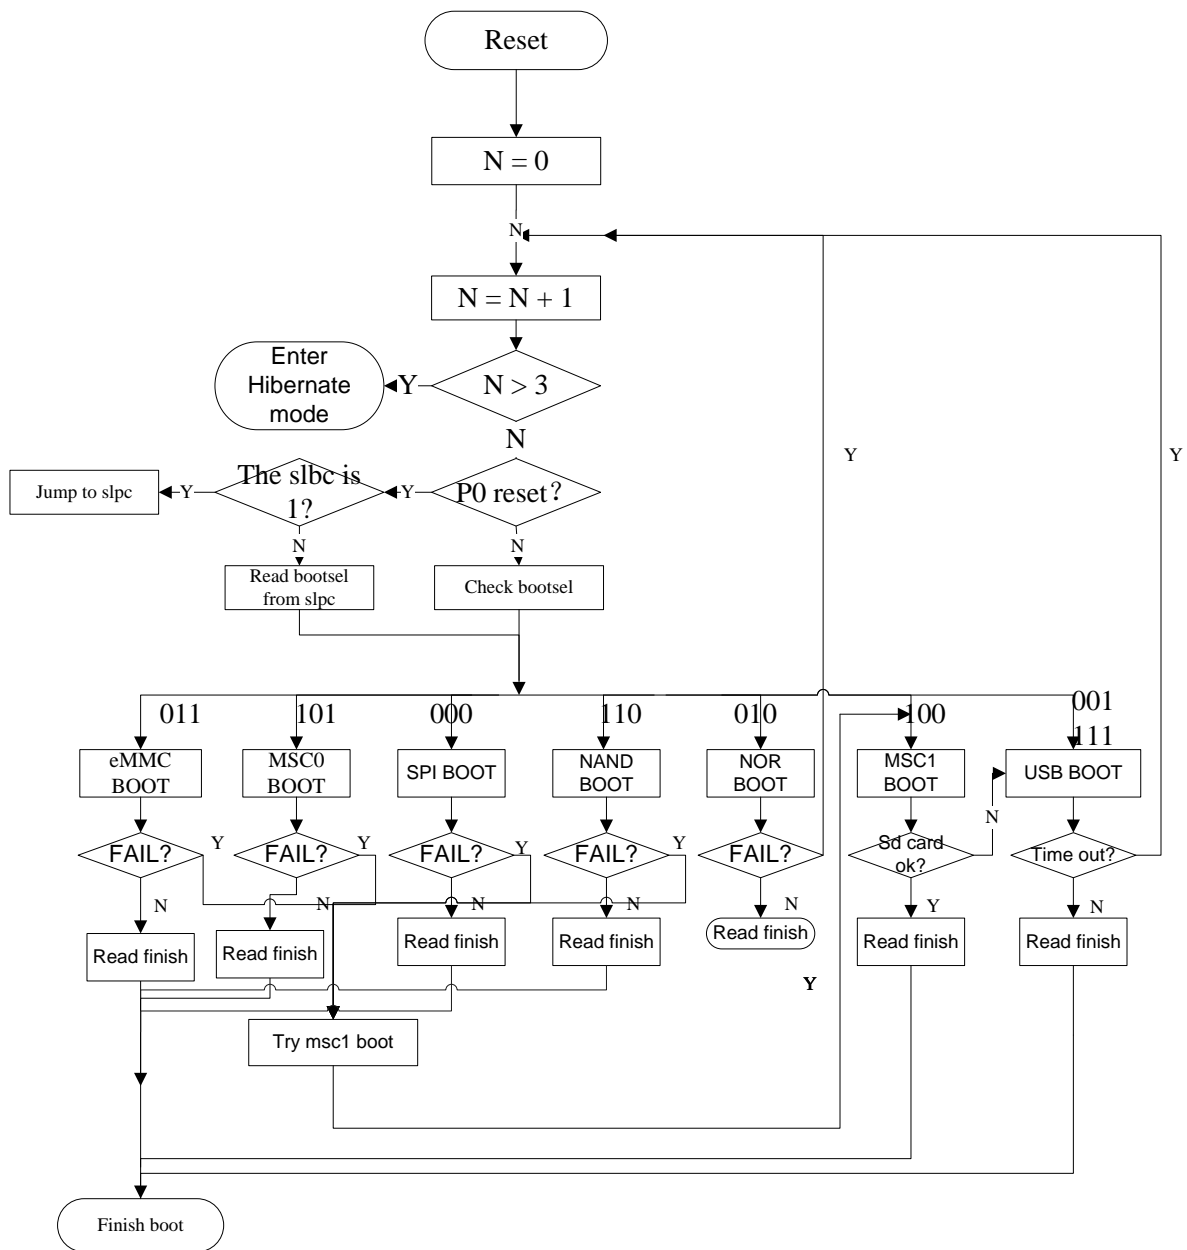 Reset
N = 0
N
N = N + 1
Enter
Hibernate
mode
Y
N > 3
N
Y
Y
Jump to slpc
Y
The slbc is
1?
Y
P0 reset?
N
N
Read bootsel
from slpc
Check bootsel
011
101
000
110
010
100
001
111
eMMC
BOOT
MSC0
BOOT
SPI BOOT
NAND
BOOT
NOR
BOOT
MSC1
BOOT
USB BOOT
N
FAIL?
Y
FAIL?
Y
FAIL?
Y
FAIL?
Y
FAIL?
Sd card
ok?
Time out?
N
N
N
N
N
Y
N
Read finish
Read finish
Read finish
Read finish
Read finish
Read finish
Read finish
Y
Try msc1 boot
Finish boot